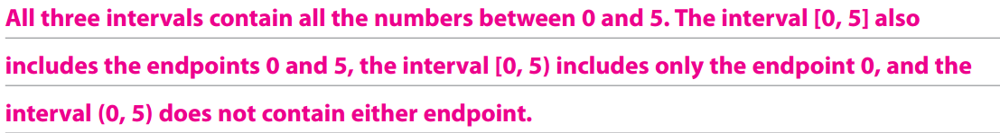 All three intervals contain all the numbers between 0 and 5. The interval [0, 5] also
includes the endpoints 0 and 5, the interval [0, 5) includes only the endpoint 0, and the
interval (0, 5) does not contain either endpoint.